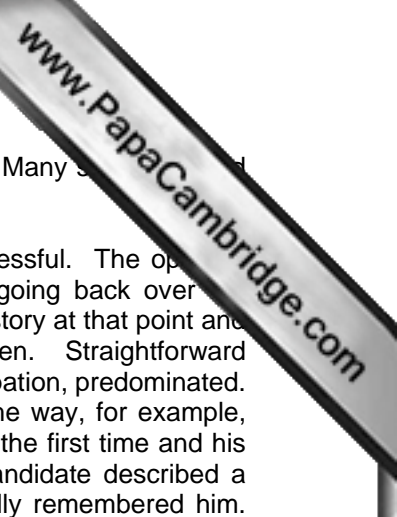 www.PapaCambridge.com
Many
essful. The
going back over
story at that point and
en. Straightforward
pation, predominated.
ne way, for example,
the first time and his
andidate described a
lly remembered him.